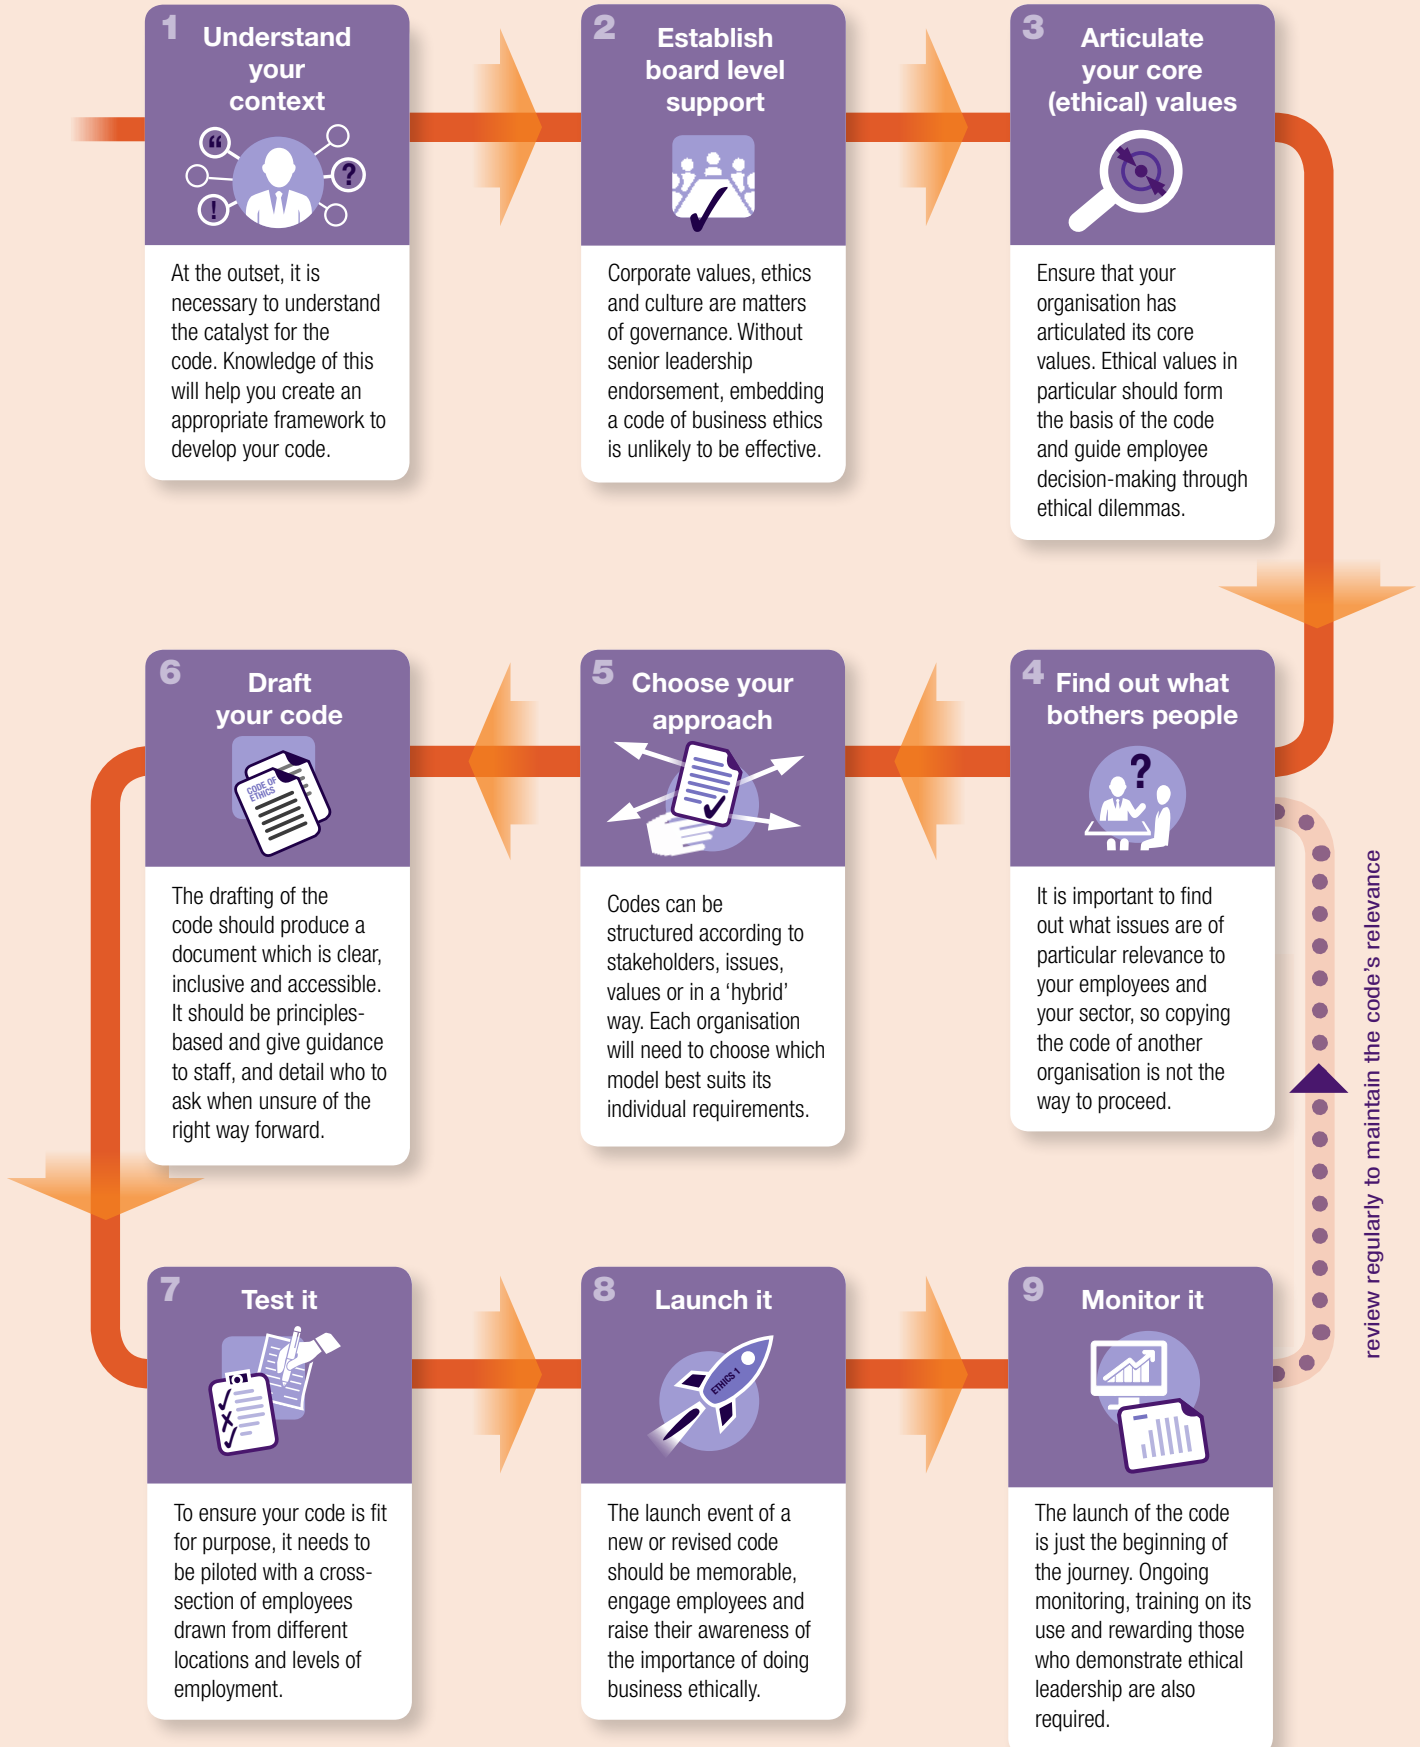 1
Understand
your
context
“
?
!
At the outset, it is
necessary to understand
the catalyst for the
code. Knowledge of this
will help you create an
appropriate framework to
develop your code.
2
Establish
board level
support
Corporate values, ethics
and culture are matters
of governance. Without
senior leadership
endorsement, embedding
a code of business ethics
is unlikely to be effective.
3
Articulate
your core
(ethical) values
Ensure that your
organisation has
articulated its core
values. Ethical values in
particular should form
the basis of the code
and guide employee
decision-making through
ethical dilemmas.
4
Find out what
bothers people
?
It is important to find
out what issues are of
particular relevance to
your employees and
your sector, so copying
the code of another
organisation is not the
way to proceed.
5
Choose your
approach
Codes can be
structured according to
stakeholders, issues,
values or in a ‘hybrid’
way. Each organisation
will need to choose which
model best suits its
individual requirements.
6
Draft
your code
CODE OF
ETHICS
The drafting of the
code should produce a
document which is clear,
inclusive and accessible.
It should be principles-
based and give guidance
to staff, and detail who to
ask when unsure of the
right way forward.
7
Test it
To ensure your code is fit
for purpose, it needs to
be piloted with a cross-
section of employees
drawn from different
locations and levels of
employment.
8
Launch it
ETHICS 1
The launch event of a
new or revised code
should be memorable,
engage employees and
raise their awareness of
the importance of doing
business ethically.
9
Monitor it
The launch of the code
is just the beginning of
the journey. Ongoing
monitoring, training on its
use and rewarding those
who demonstrate ethical
leadership are also
required.
review regularly to maintain the code’s relevance